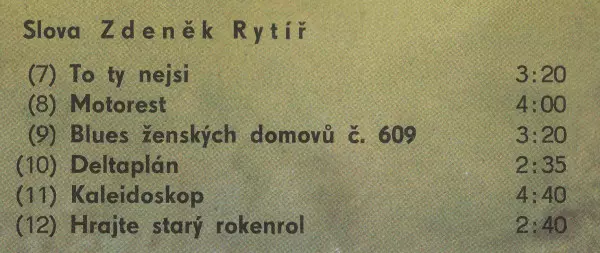 Slova Zdeněk Rytíř
(7) To ty nejsi 3:20
(8) Motorest 4:00
(9) Blues ženských domovů č. 609 3:20
(10) Deltaplán 2:35
(11) Kaleidoskop 4:40
(12) Hrajte starý rokenrol 2:40